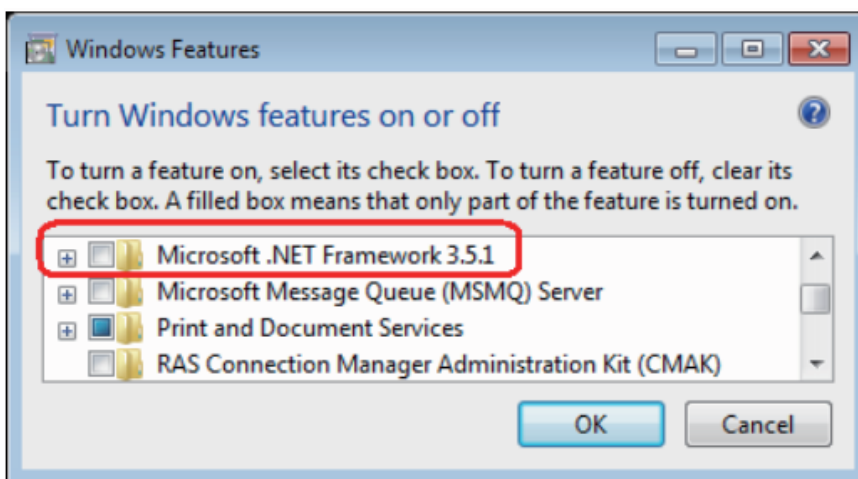 Windows Features
Turn Windows features on or off
To turn a feature on, select its check box. To turn a feature off, clear its
check box. A filled box means that only part of the feature is turned on.
Microsoft .NET Framework 3.5.1
Microsoft Message Queue (MSMQ) Server
Print and Document Services
RAS Connection Manager Administration Kit (CMAK)
OK Cancel